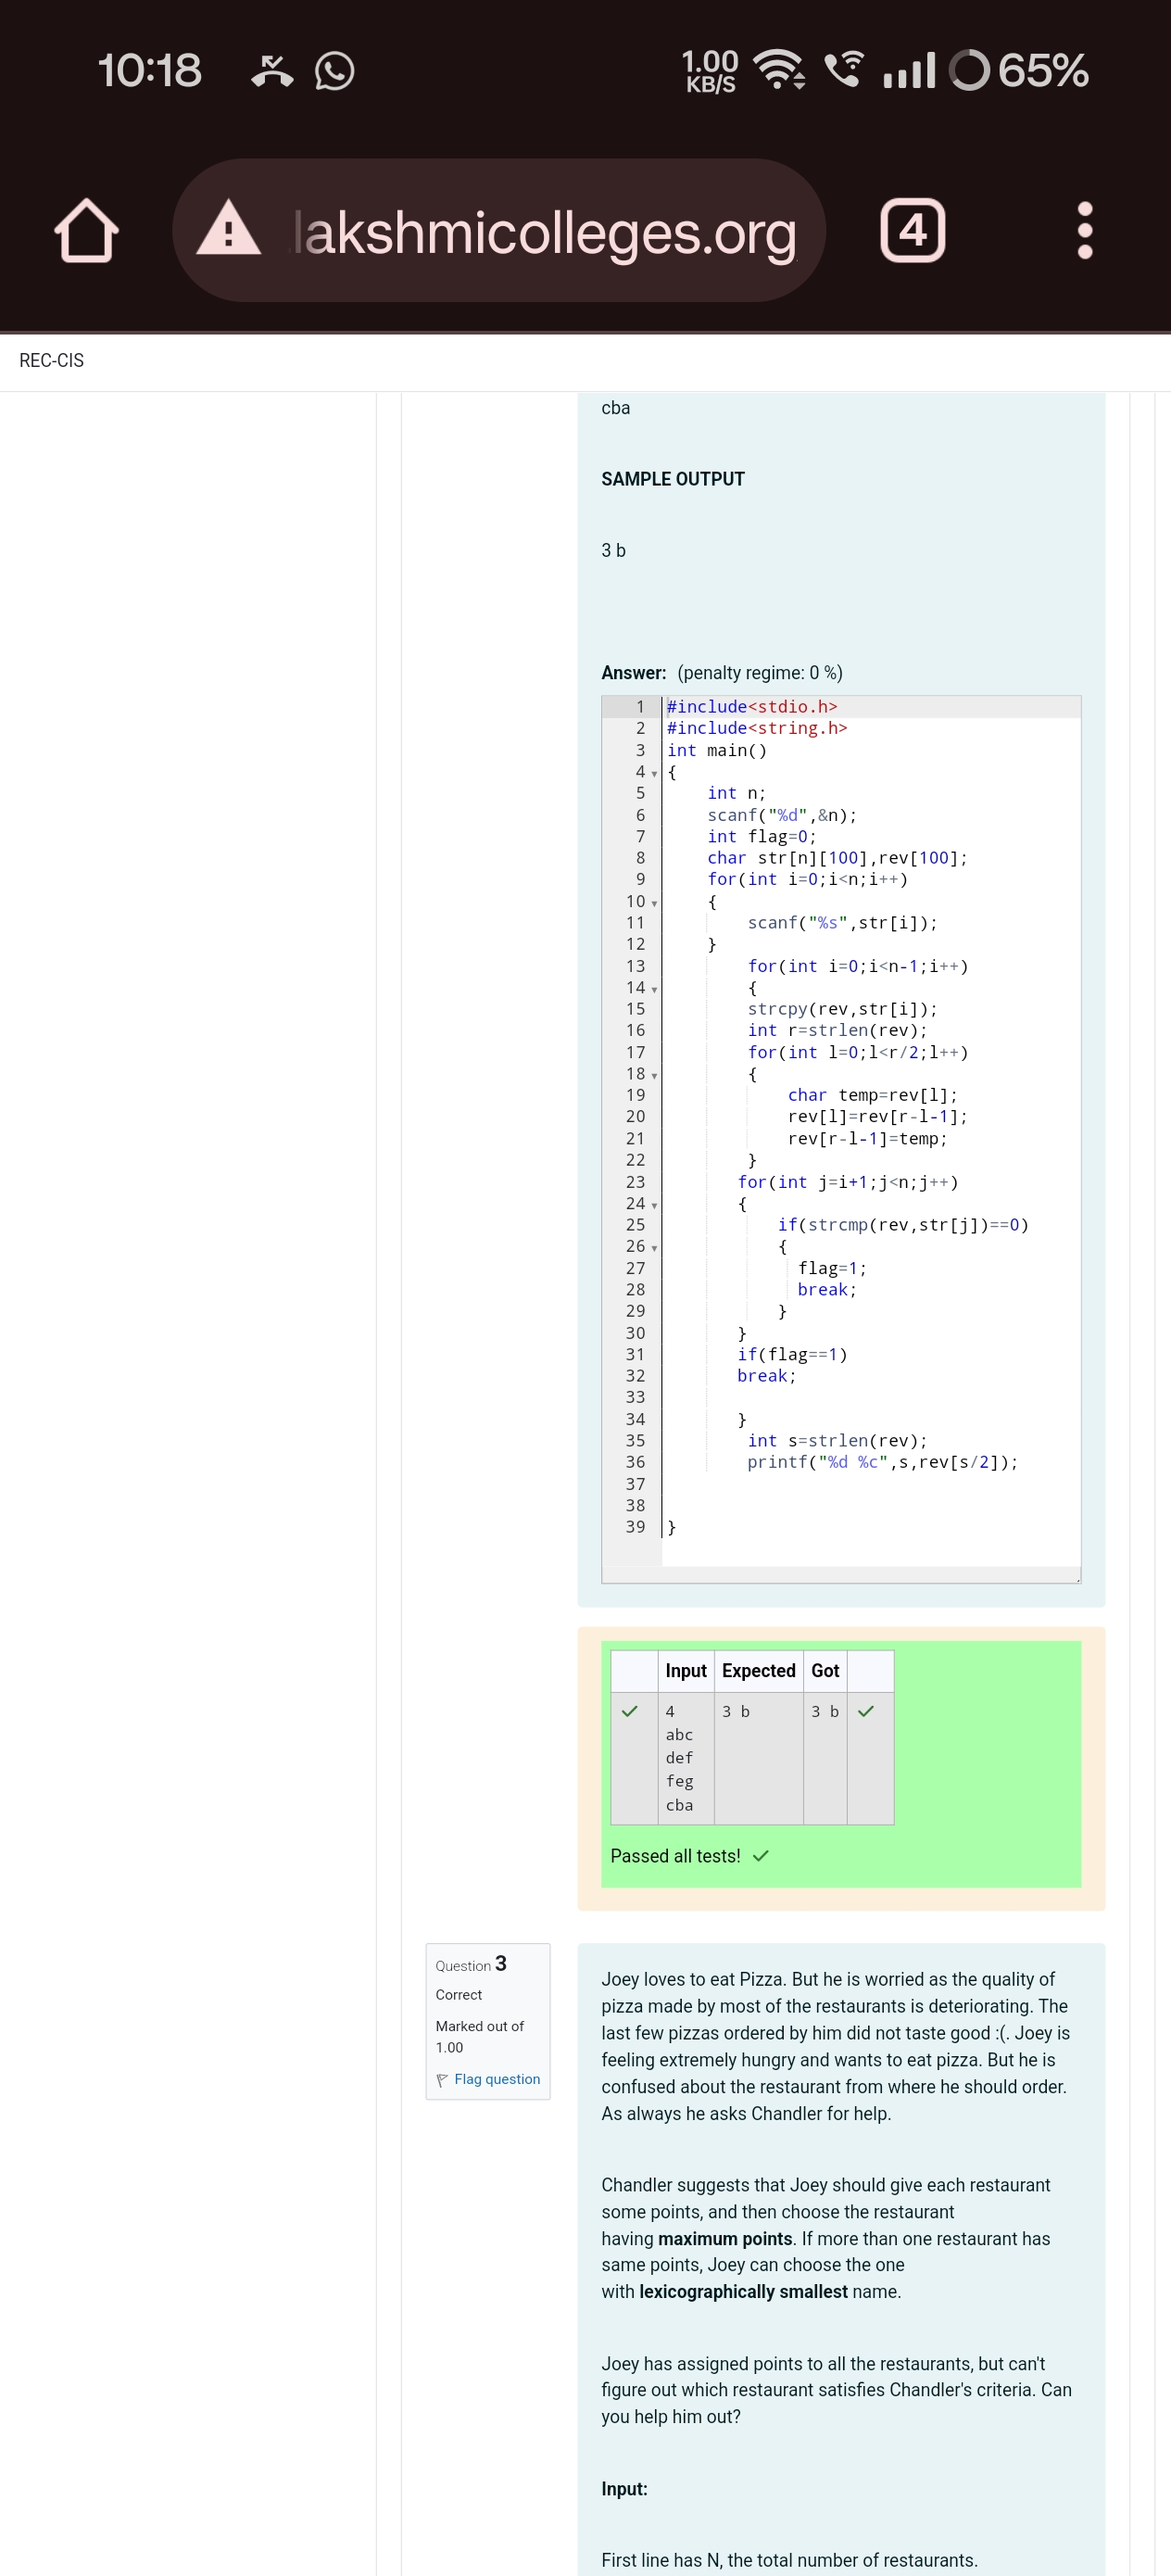 10:18
1.00
KB/S
65%
lakshmicolleges.org
4
REC-CIS
cba
SAMPLE OUTPUT
3 b
Answer: (penalty regime: 0 %)
1 #include<stdio.h>
2 #include<string.h>
3 int main()
4 {
5     int n;
6     scanf("%d",&n);
7     int flag=0;
8     char str[n][100],rev[100];
9     for(int i=0;i<n;i++)
10     {
11         scanf("%s",str[i]);
12     }
13         for(int i=0;i<n-1;i++)
14         {
15         strcpy(rev,str[i]);
16         int r=strlen(rev);
17         for(int l=0;l<r/2;l++)
18         {
19             char temp=rev[l];
20             rev[l]=rev[r-l-1];
21             rev[r-l-1]=temp;
22         }
23        for(int j=i+1;j<n;j++)
24        {
25            if(strcmp(rev,str[j])==0)
26            {
27              flag=1;
28              break;
29            }
30        }
31        if(flag==1)
32        break;
33
34        }
35         int s=strlen(rev);
36         printf("%d %c",s,rev[s/2]);
37
38
39 }
Input Expected Got
4 3 b 3 b
abc
def
feg
cba
Passed all tests!
Question 3
Correct
Marked out of
1.00
Flag question
Joey loves to eat Pizza. But he is worried as the quality of
pizza made by most of the restaurants is deteriorating. The
last few pizzas ordered by him did not taste good :(. Joey is
feeling extremely hungry and wants to eat pizza. But he is
confused about the restaurant from where he should order.
As always he asks Chandler for help.
Chandler suggests that Joey should give each restaurant
some points, and then choose the restaurant
having maximum points. If more than one restaurant has
same points, Joey can choose the one
with lexicographically smallest name.
Joey has assigned points to all the restaurants, but can't
figure out which restaurant satisfies Chandler's criteria. Can
you help him out?
Input:
First line has N, the total number of restaurants.